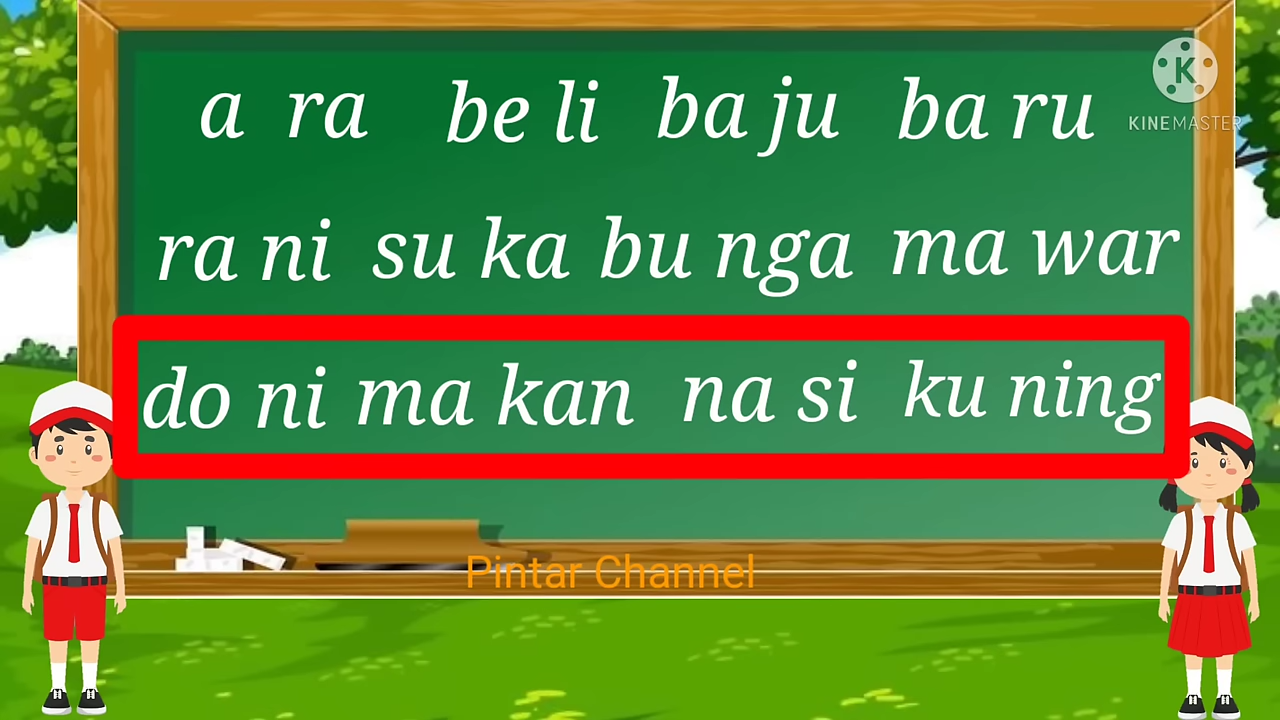 a ra be li ba ju ba ru
K
KINEMASTER
ra ni su ka bu nga ma war
do ni ma kan na si ku ning
Pintar Channel